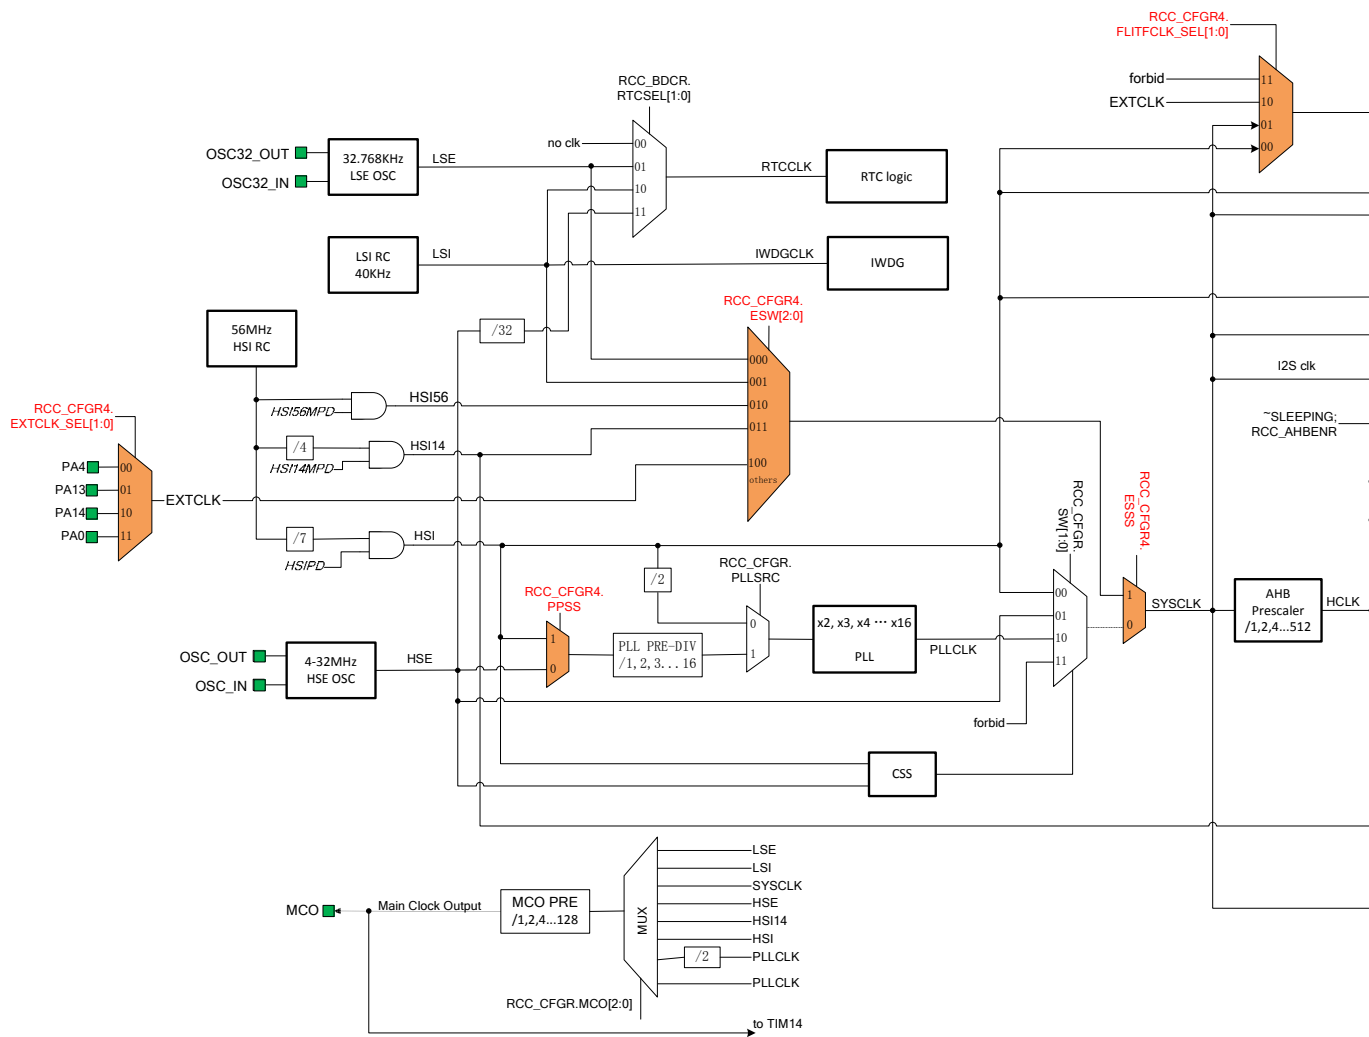 RCC_CFGR4.
FLITFCLK_SEL[1:0]
forbid
EXTCLK
11
10
01
00
RCC_BDCR.
RTCSEL[1:0]
no clk
00
01
10
11
OSC32_OUT
OSC32_IN
32.768KHz
LSE OSC
LSE
RTCCLK
RTC logic
LSI RC
40KHz
LSI
IWDGCLK
IWDG
RCC_CFGR4.
ESW[2:0]
56MHz
HSI RC
/32
000
001
010
011
100
others
I2S clk
RCC_CFGR4.
EXTCLK_SEL[1:0]
HSI56MPD
HSI56
~SLEEPING;
RCC_AHBENR
PA4
PA13
PA14
PA0
00
01
10
11
EXTCLK
/4
HSI14MPD
HSI14
/7
HSIPD
HSI
/2
RCC_CFGR.
PLLSRC
RCC_CFGR.
SW[1:0]
RCC_CFGR4.
ESSS
RCC_CFGR4.
PPSS
1
0
PLL PRE-DIV
/1,2,3...16
0
1
x2, x3, x4 ··· x16
PLL
PLLCLK
00
01
10
11
forbid
1
0
SYSCLK
AHB
Prescaler
/1,2,4...512
HCLK
OSC_OUT
OSC_IN
4-32MHz
HSE OSC
HSE
CSS
MCO
Main Clock Output
MCO PRE
/1,2,4...128
MUX
LSE
LSI
SYSCLK
HSE
HSI14
HSI
/2
PLLCLK
PLLCLK
RCC_CFGR.MCO[2:0]
to TIM14